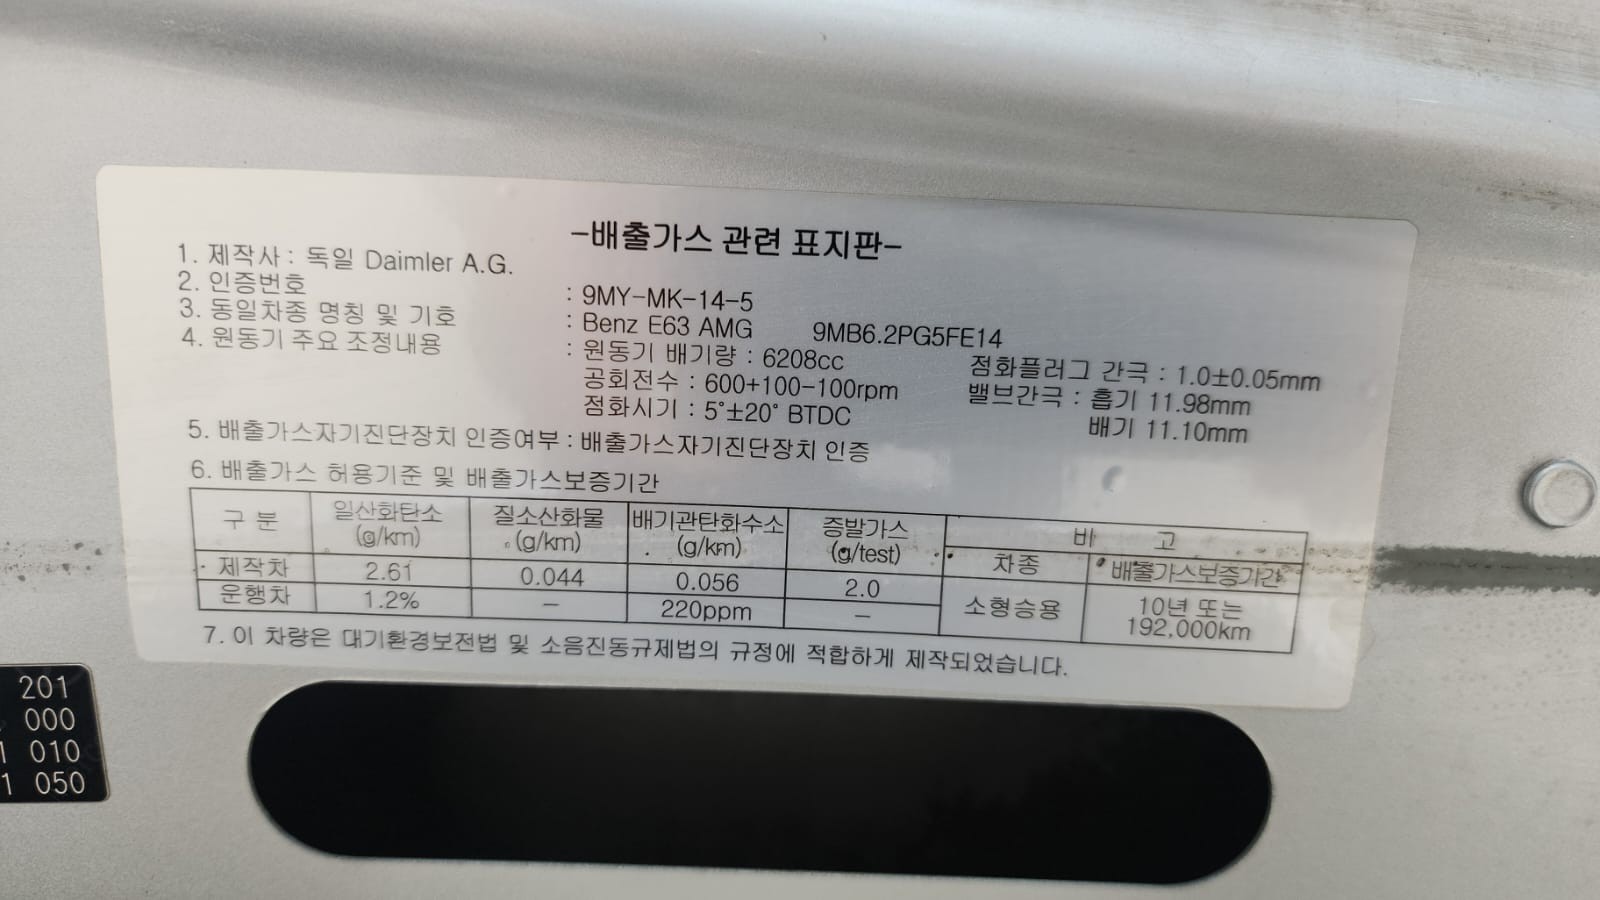 -배출가스 관련 표지판-
1. 제작사 : 독일 Daimler A.G.
2. 인증번호 : 9MY-MK-14-5
3. 동일차종 명칭 및 기호 : Benz E63 AMG 9MB6.2PG5FE14
4. 원동기 주요 조정내용 : 원동기 배기량 : 6208cc 점화플러그 간극 : 1.0±0.05mm
공회전수 : 600+100-100rpm 밸브간극 : 흡기 11.98mm
점화시기 : 5°±20° BTDC 배기 11.10mm
5. 배출가스자기진단장치 인증여부 : 배출가스자기진단장치 인증
6. 배출가스 허용기준 및 배출가스보증기간
구 분 일산화탄소 (g/km) 질소산화물 (g/km) 배기관탄화수소 (g/km) 증발가스 (g/test) 비 고
차종 배출가스보증기간
제작차 2.61 0.044 0.056 2.0 소형승용 10년 또는 192,000km
운행차 1.2% - 220ppm -
7. 이 차량은 대기환경보전법 및 소음진동규제법의 규정에 적합하게 제작되었습니다.
201
000
1 010
1 050